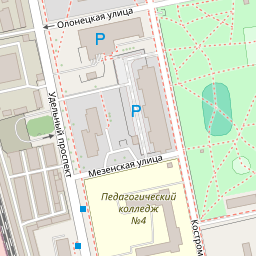 Олонецкая улица
P
Удельный проспект
P
Мезенская улица
Педагогический
колледж
№4
Костром